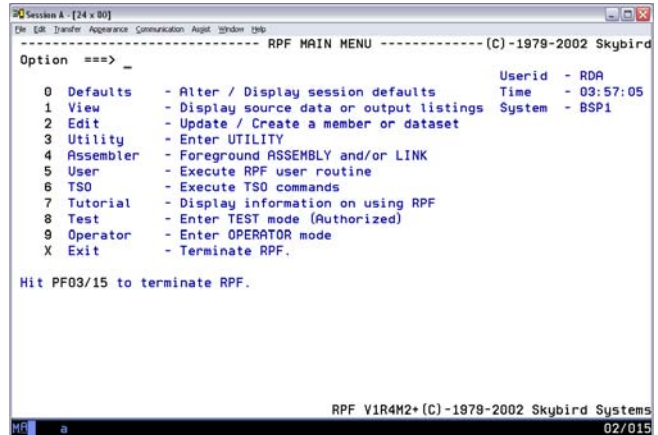 Session A - [24 x 80]
File Edit Transfer Appearance Communication Assist Window Help
------------------------------- RPF MAIN MENU -------------(C)-1979-2002 Skybird
Option ===> _
Userid - RDA
0 Defaults - Alter / Display session defaults Time - 03:57:05
1 View - Display source data or output listings System - BSP1
2 Edit - Update / Create a member or dataset
3 Utility - Enter UTILITY
4 Assembler - Foreground ASSEMBLY and/or LINK
5 User - Execute RPF user routine
6 TSO - Execute TSO commands
7 Tutorial - Display information on using RPF
8 Test - Enter TEST mode (Authorized)
9 Operator - Enter OPERATOR mode
X Exit - Terminate RPF.
Hit PF03/15 to terminate RPF.
RPF V1R4M2+(C)-1979-2002 Skybird Systems
MA a 02/015